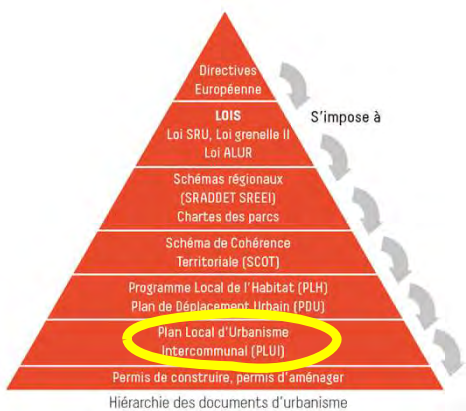 Directives
Européenne
LOIS
S'impose à
Loi SRU, Loi grenelle II
Loi ALUR
Schémas régionaux
(SRADDET SREEI)
Chartes des parcs
Schéma de Cohérence
Territoriale (SCOT)
Programme Local de l'Habitat (PLH)
Plan de Déplacement Urbain (PDU)
Plan Local d'Urbanisme
Intercommunal (PLUI)
Permis de construire, permis d'aménager
Hiérarchie des documents d'urbanisme